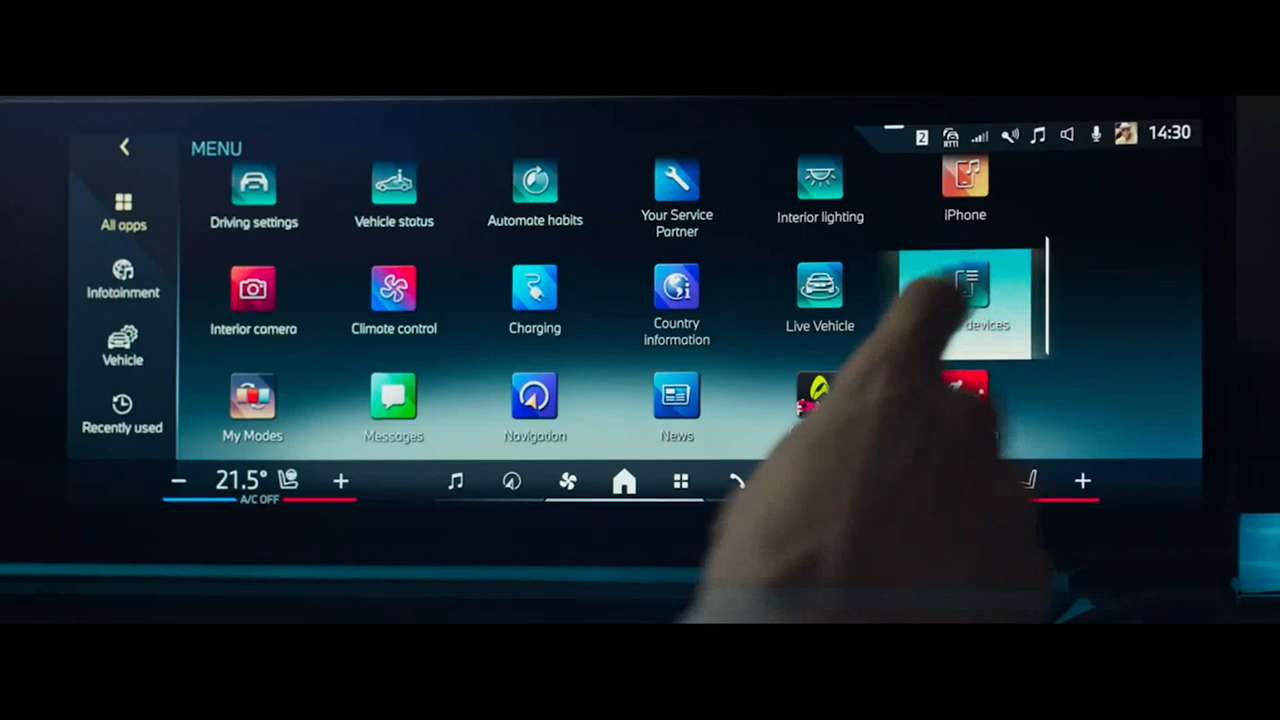 MENU
2
RTTI
14:30
All apps
Infotainment
Vehicle
Recently used
Driving settings
Vehicle status
Automate habits
Your Service
Partner
Interior lighting
iPhone
Interior camera
Climate control
Charging
Country
information
Live Vehicle
devices
My Modes
Messages
Navigation
News
− 21.5° +
A/C OFF
+